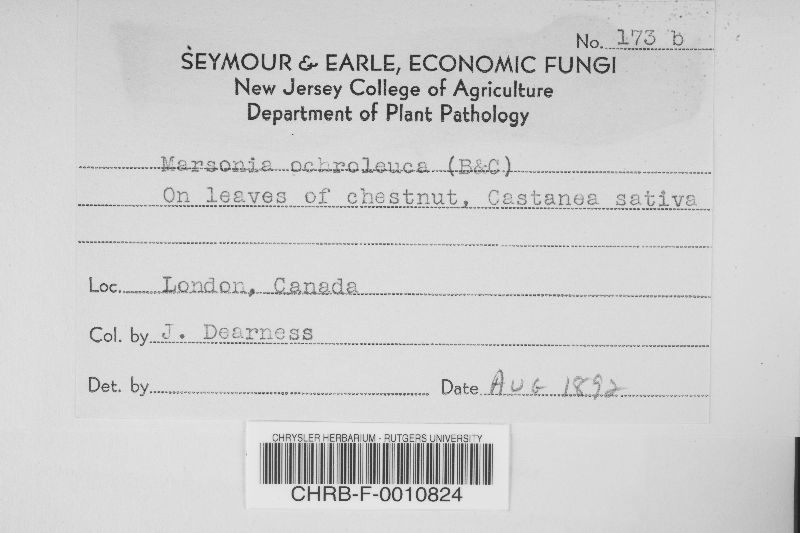 No. 173 b
SEYMOUR & EARLE, ECONOMIC FUNGI
New Jersey College of Agriculture
Department of Plant Pathology
Marsonia ochroleuca (B&C)
On leaves of chestnut, Castanea sativa
Loc. London, Canada
Col. by J. Dearness
Det. by
Date AUG 1892
CHRYSLER HERBARIUM - RUTGERS UNIVERSITY
CHRB-F-0010824